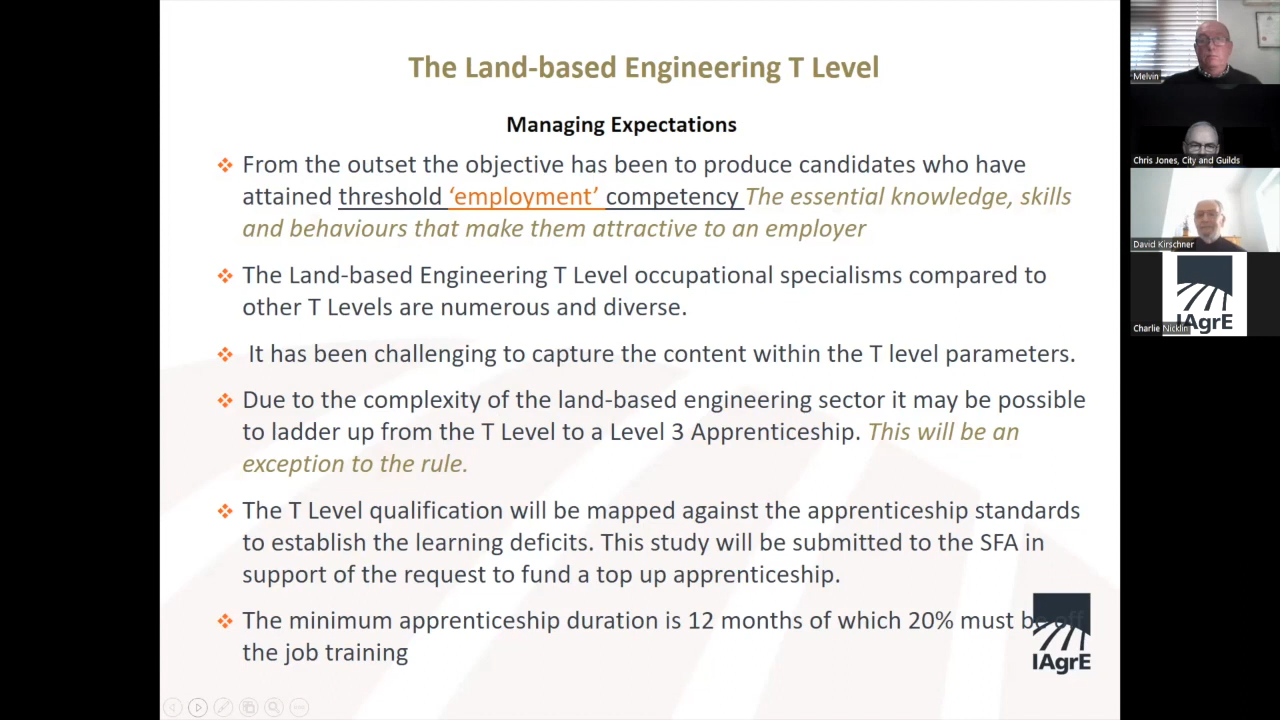 The Land-based Engineering T Level
Managing Expectations
From the outset the objective has been to produce candidates who have
attained threshold ‘employment’ competency The essential knowledge, skills
and behaviours that make them attractive to an employer
The Land-based Engineering T Level occupational specialisms compared to
other T Levels are numerous and diverse.
It has been challenging to capture the content within the T level parameters.
Due to the complexity of the land-based engineering sector it may be possible
to ladder up from the T Level to a Level 3 Apprenticeship. This will be an
exception to the rule.
The T Level qualification will be mapped against the apprenticeship standards
to establish the learning deficits. This study will be submitted to the SFA in
support of the request to fund a top up apprenticeship.
The minimum apprenticeship duration is 12 months of which 20% must be off
the job training
IAgrE
Melvin
Chris Jones, City and Guilds
David Kirschner
IAgrE
Charlie Nicklin